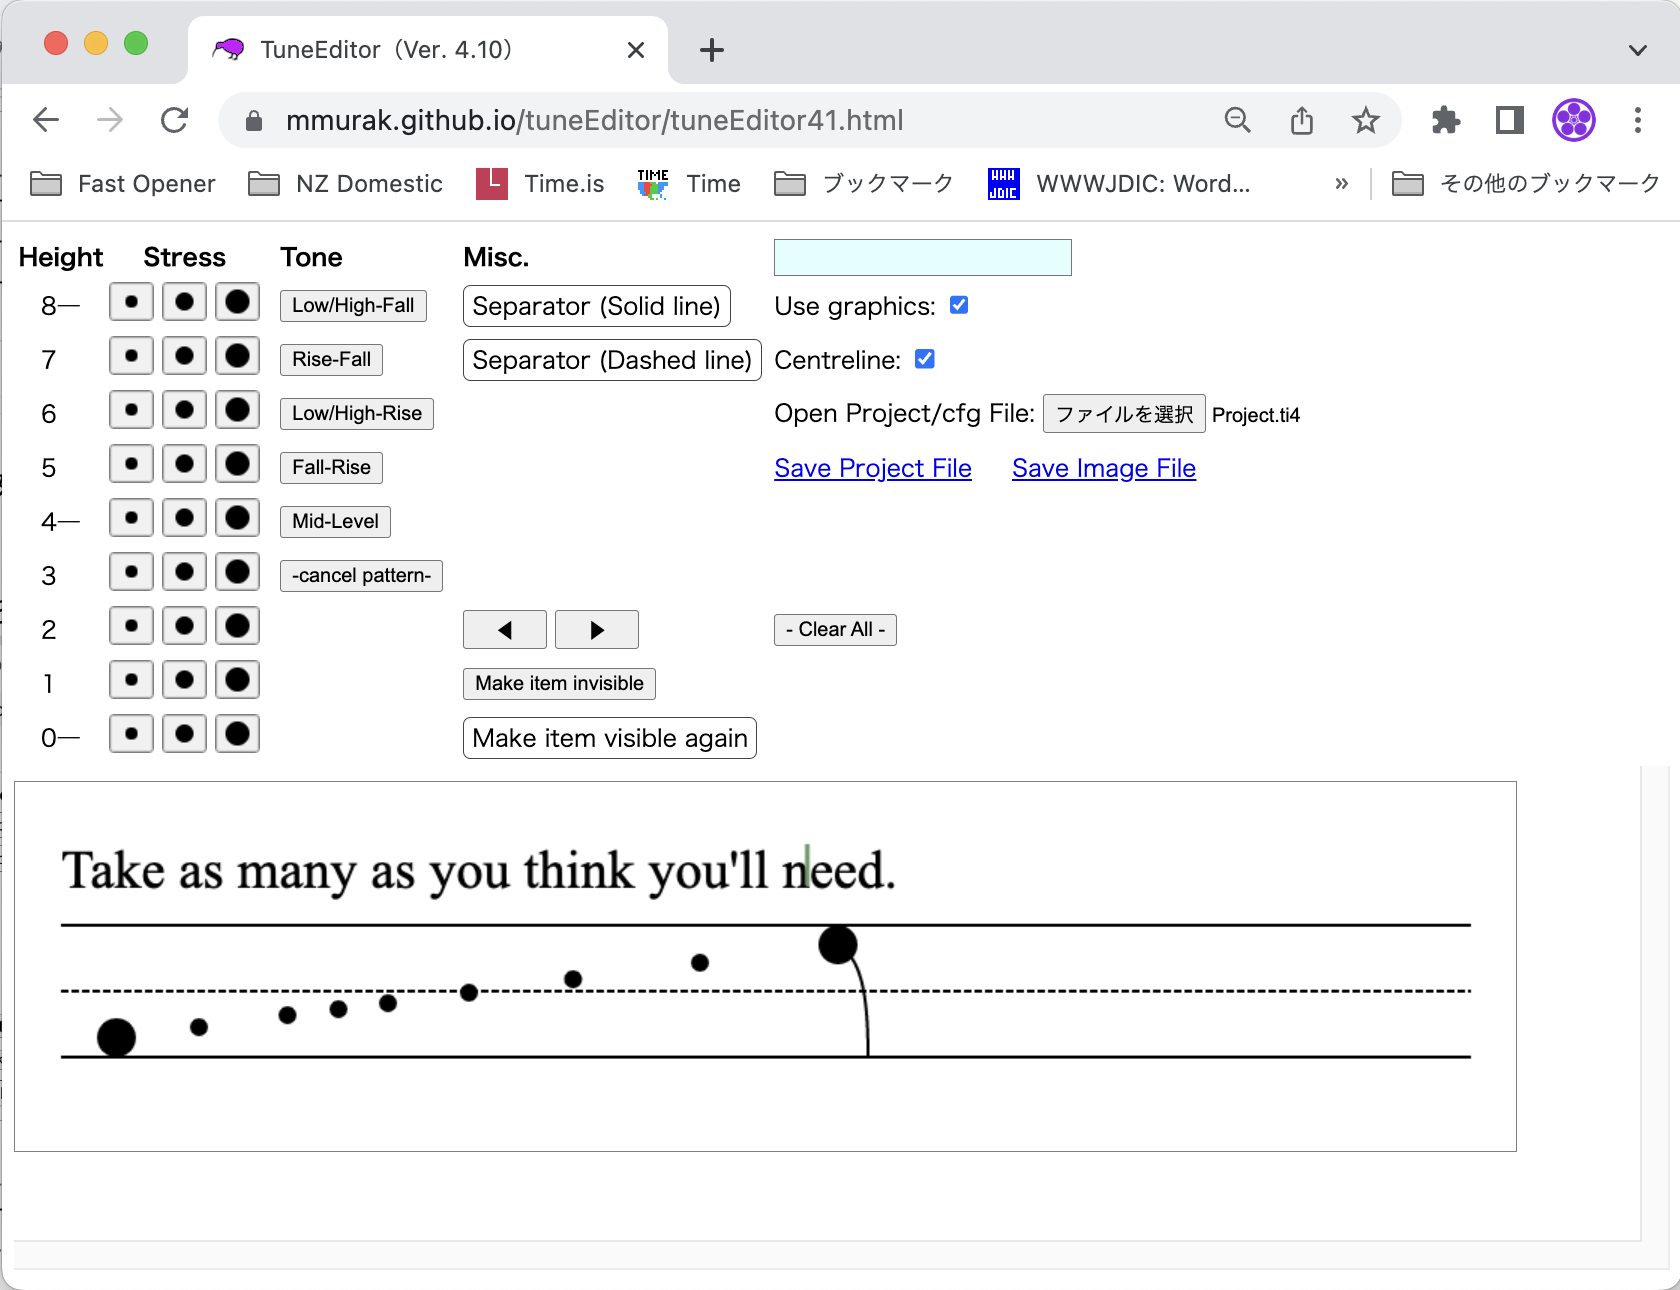 TuneEditor（Ver. 4.10）
mmurak.github.io/tuneEditor/tuneEditor41.html
Fast Opener NZ Domestic Time.is TIME Time ブックマーク WWW JDIC WWWJDIC: Word... » その他のブックマーク
Height Stress Tone Misc.
8— Low/High-Fall Separator (Solid line) Use graphics:
7 Rise-Fall Separator (Dashed line) Centreline:
6 Low/High-Rise Open Project/cfg File: ファイルを選択 Project.ti4
5 Fall-Rise Save Project File Save Image File
4— Mid-Level
3 -cancel pattern-
2 - Clear All -
1 Make item invisible
0— Make item visible again
Take as many as you think you'll need.